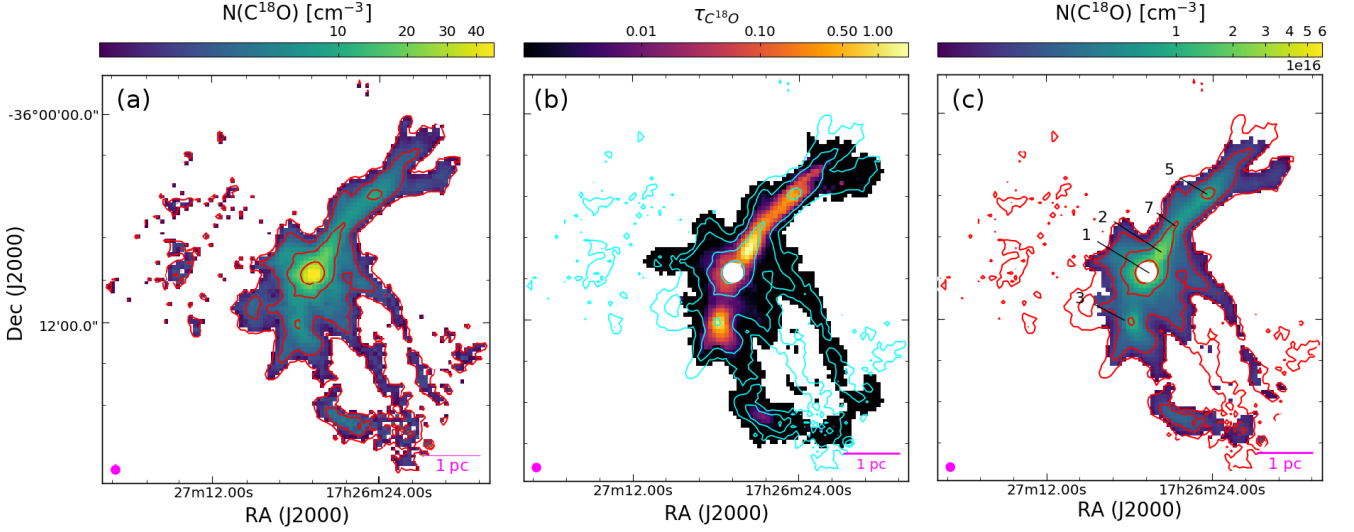 N(C¹⁸O) [cm⁻³]
10 20 30 40
(a)
-36°00'00.0"
12'00.0"
Dec (J2000)
27m12.00s 17h26m24.00s
RA (J2000)
1 pc
τ_C¹⁸O
0.01 0.10 0.50 1.00
(b)
27m12.00s 17h26m24.00s
RA (J2000)
1 pc
N(C¹⁸O) [cm⁻³]
1 2 3 4 5 6
1e16
(c)
5
7
2
1
3
27m12.00s 17h26m24.00s
RA (J2000)
1 pc